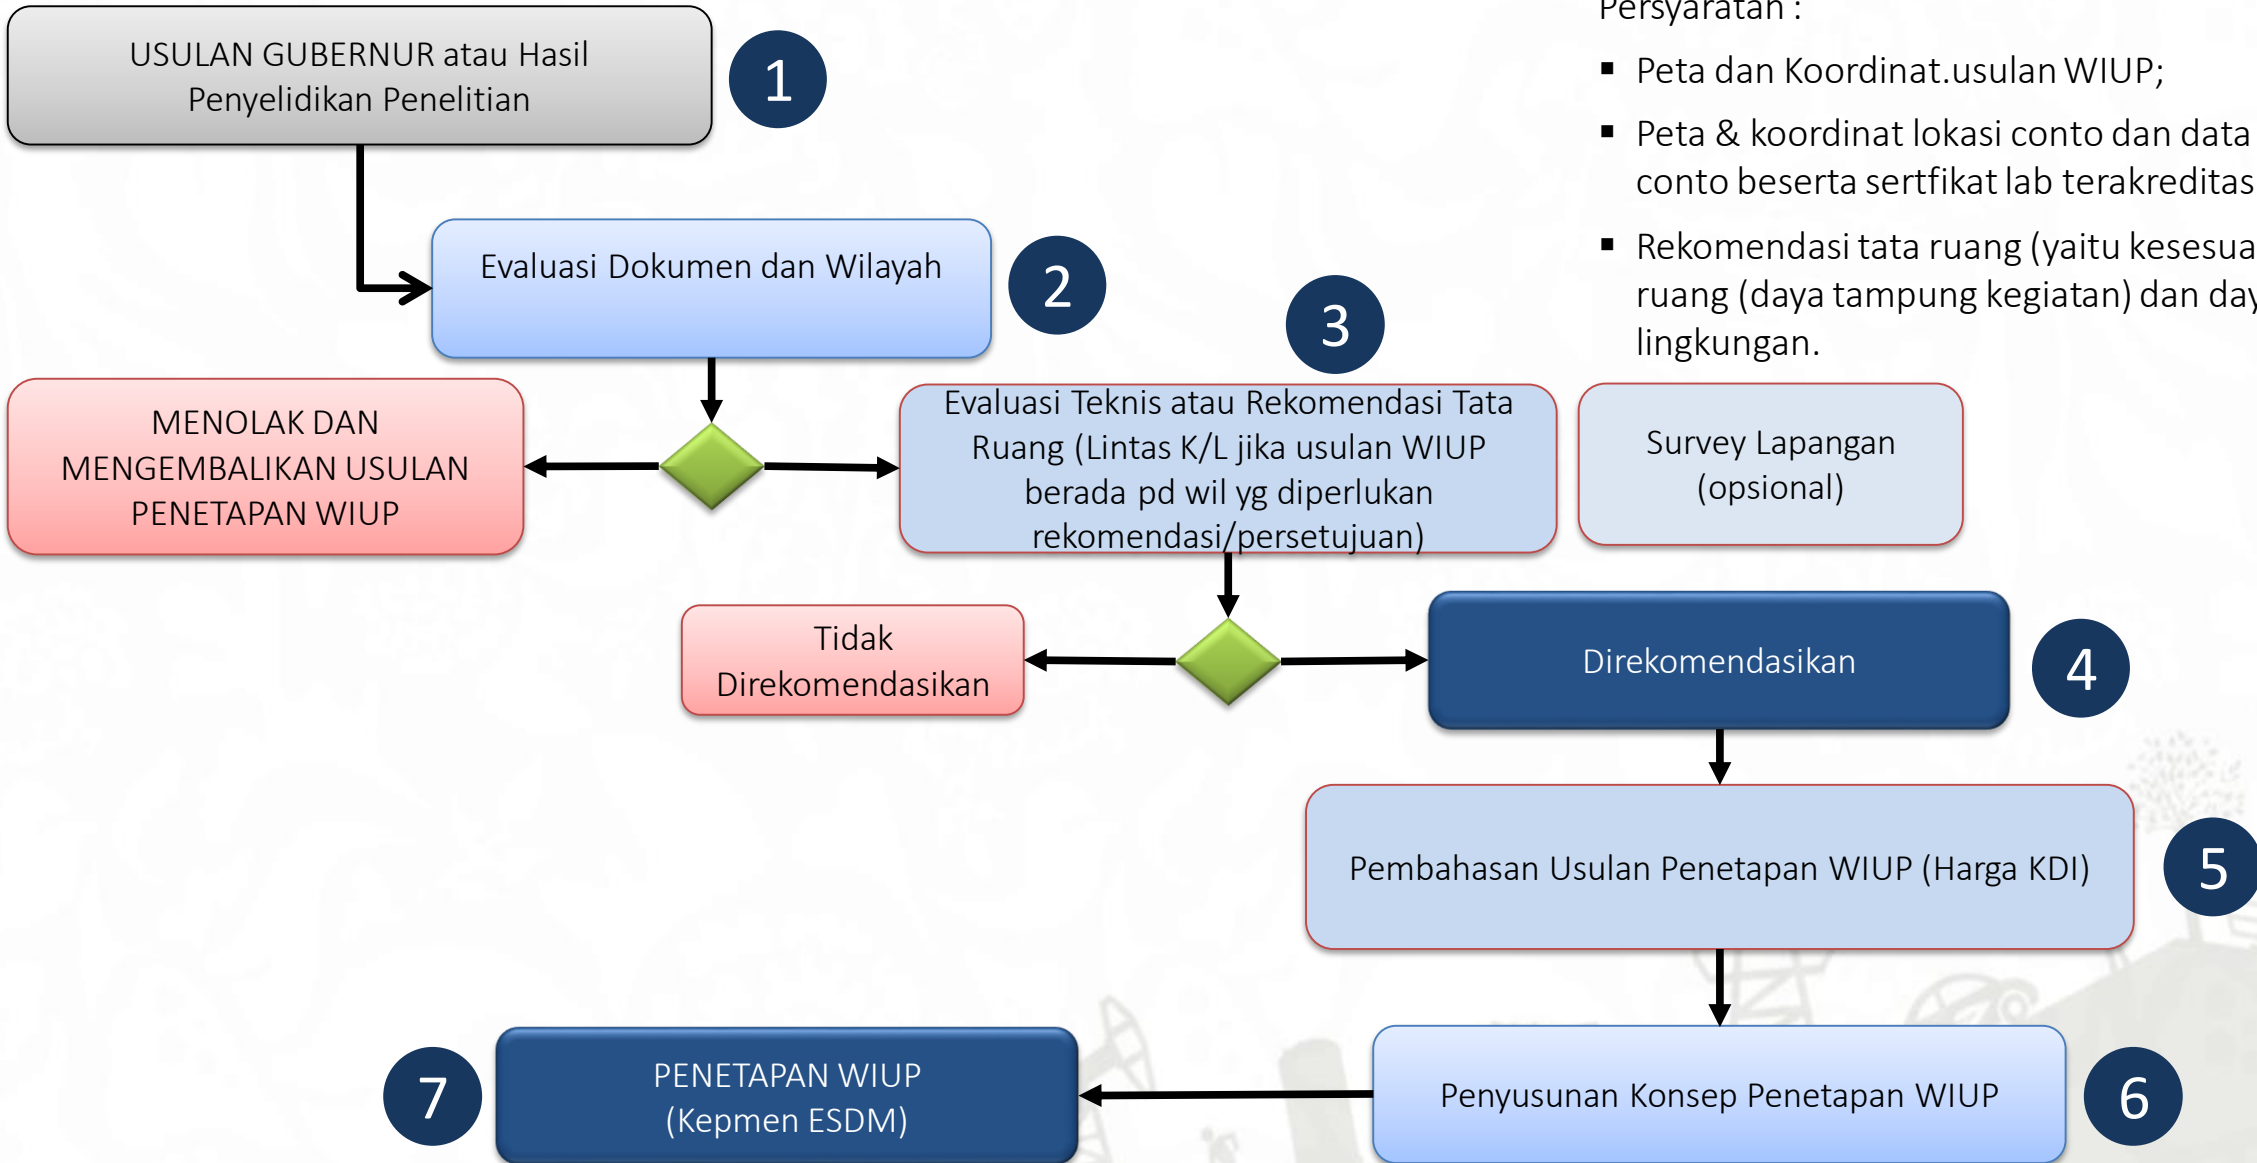 USULAN GUBERNUR atau Hasil
Penyelidikan Penelitian
1
Persyaratan :
▪ Peta dan Koordinat.usulan WIUP;
▪ Peta & koordinat lokasi conto dan data
conto beserta sertfikat lab terakreditas
▪ Rekomendasi tata ruang (yaitu kesesua
ruang (daya tampung kegiatan) dan day
lingkungan.
Evaluasi Dokumen dan Wilayah
2
3
MENOLAK DAN
MENGEMBALIKAN USULAN
PENETAPAN WIUP
Evaluasi Teknis atau Rekomendasi Tata
Ruang (Lintas K/L jika usulan WIUP
berada pd wil yg diperlukan
rekomendasi/persetujuan)
Survey Lapangan
(opsional)
Tidak
Direkomendasikan
Direkomendasikan
4
Pembahasan Usulan Penetapan WIUP (Harga KDI)
5
7
PENETAPAN WIUP
(Kepmen ESDM)
Penyusunan Konsep Penetapan WIUP
6